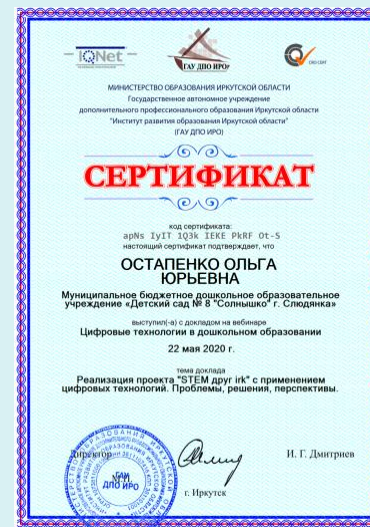 IQNet
ГАУ ДПО ИРО
МИНИСТЕРСТВО ОБРАЗОВАНИЯ ИРКУТСКОЙ ОБЛАСТИ
Государственное автономное учреждение
дополнительного профессионального образования Иркутской области
"Институт развития образования Иркутской области"
(ГАУ ДПО ИРО)
СЕРТИФИКАТ
код сертификата:
apNs IyIT 1Q3k IEKE PkRF Ot-S
настоящий сертификат подтверждает, что
ОСТАПЕНКО ОЛЬГА
ЮРЬЕВНА
Муниципальное бюджетное дошкольное образовательное
учреждение «Детский сад № 8 "Солнышко" г. Слюдянка»
выступил(-а) с докладом на вебинаре
Цифровые технологии в дошкольном образовании
22 мая 2020 г.
тема доклада
Реализация проекта "STEM друг irk" с применением
цифровых технологий. Проблемы, решения, перспективы.
Директор
И. Г. Дмитриев
М.П.
ГАУ
ДПО ИРО
г. Иркутск